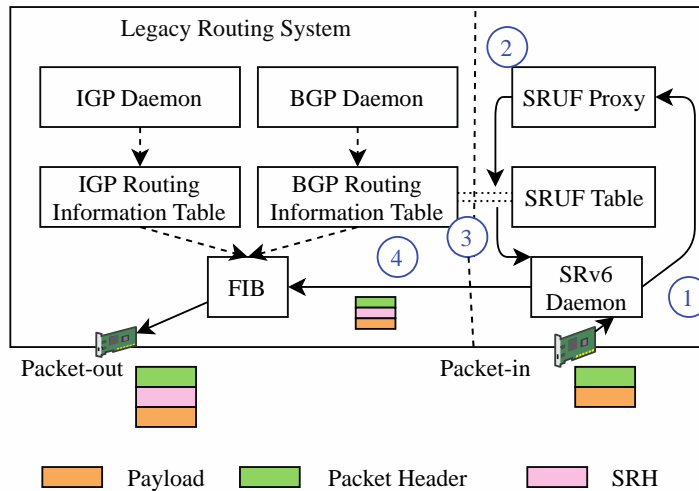 Legacy Routing System
2
IGP Daemon
BGP Daemon
SRUF Proxy
IGP Routing
Information Table
BGP Routing
Information Table
SRUF Table
3
4
FIB
SRv6
Daemon
1
Packet-out
Packet-in
Payload
Packet Header
SRH